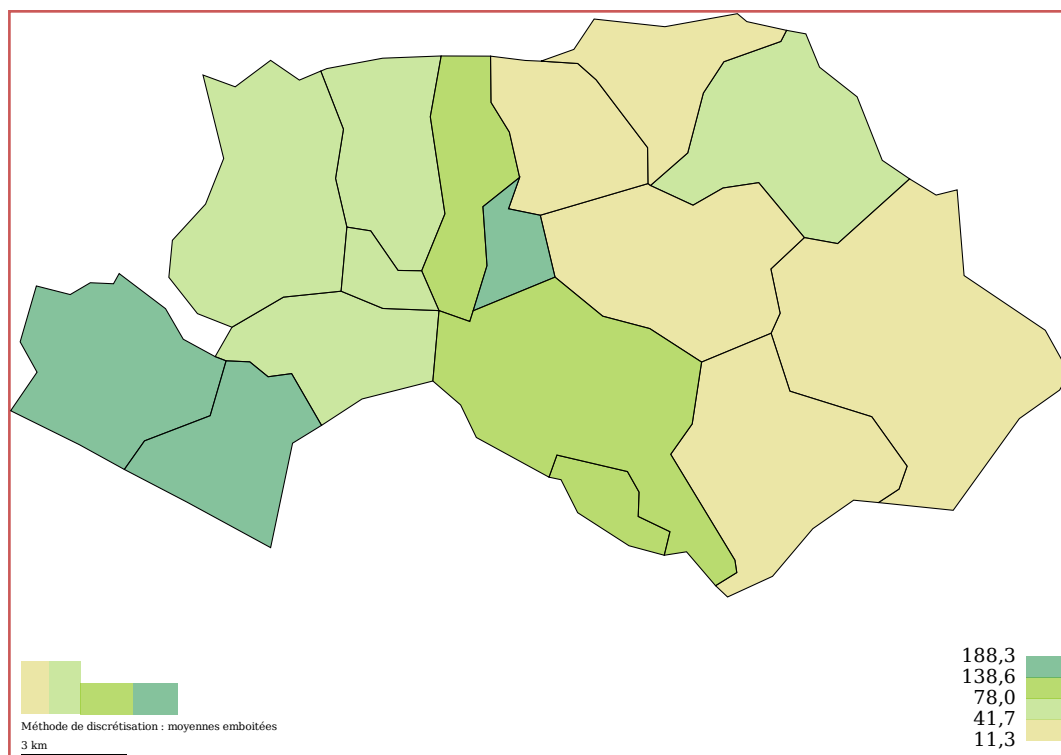 Méthode de discrétisation : moyennes emboitées
3 km
188,3
138,6
78,0
41,7
11,3